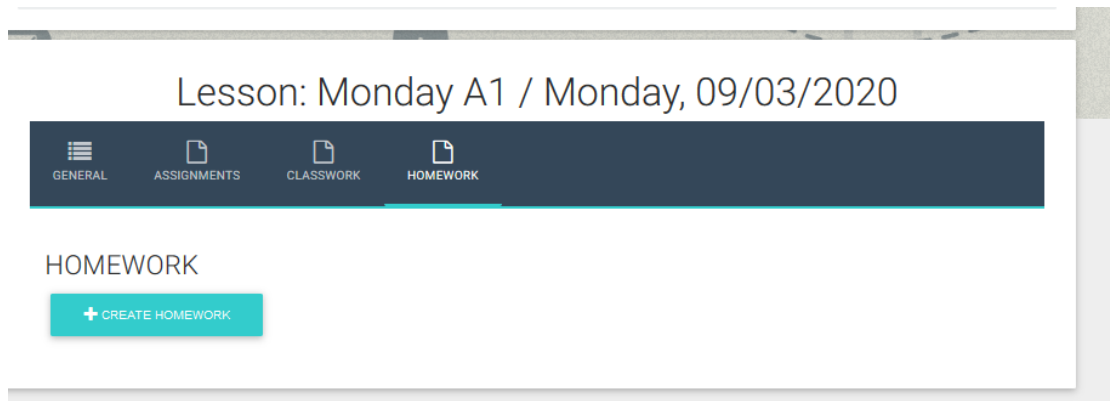 Lesson: Monday A1 / Monday, 09/03/2020
GENERAL ASSIGNMENTS CLASSWORK HOMEWORK
HOMEWORK
CREATE HOMEWORK